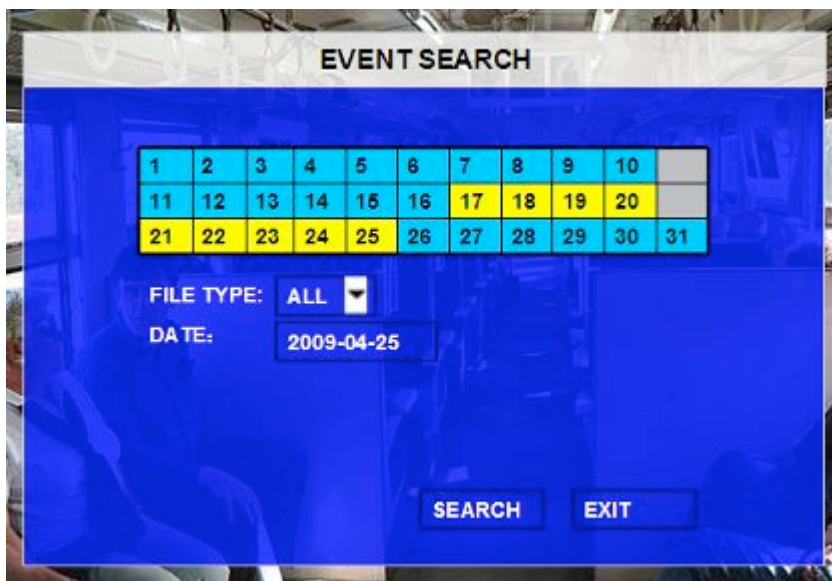 EVENT SEARCH
1 2 3 4 5 6 7 8 9 10
11 12 13 14 15 16 17 18 19 20
21 22 23 24 25 26 27 28 29 30 31
FILE TYPE: ALL
DATE: 2009-04-25
SEARCH EXIT